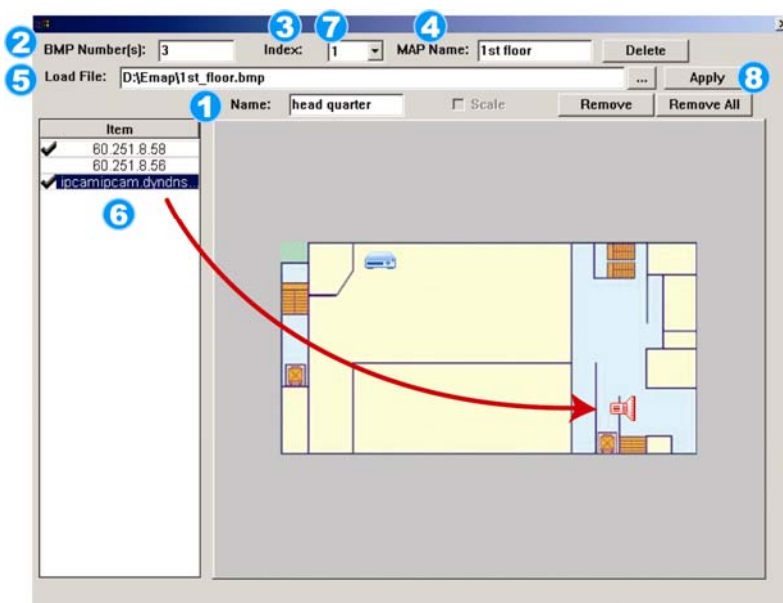 3 7 4
2 BMP Number(s): 3 Index: 1 MAP Name: 1st floor Delete
5 Load File: D:\Emap\1st_floor.bmp ... Apply 8
1 Name: head quarter Scale Remove Remove All
Item
60.251.8.58
60.251.8.56
ipcamipcam.dyndns...
6